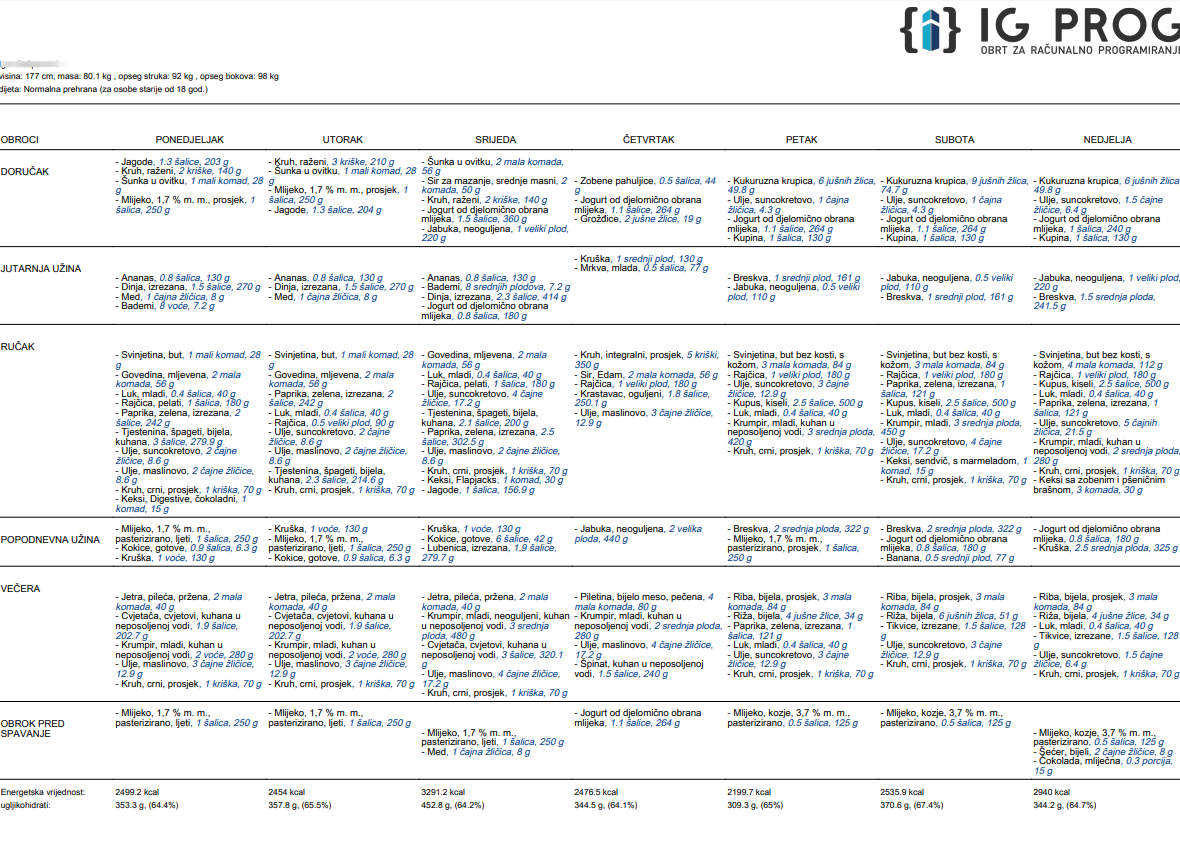 IG PROG
OBRT ZA RAČUNALNO PROGRAMIRANJE
visina: 177 cm, masa: 80.1 kg , opseg struka: 92 kg , opseg bokova: 98 kg
dijeta: Normalna prehrana (za osobe starije od 18 god.)
OBROCI PONEDJELJAK UTORAK SRIJEDA ČETVRTAK PETAK SUBOTA NEDJELJA
DORUČAK
- Jagode, 1.3 šalice, 203 g
- Kruh, raženi, 2 kriške, 140 g
- Šunka u ovitku, 1 mali komad, 28
g
- Mlijeko, 1,7 % m. m., prosjek, 1
šalica, 250 g
- Kruh, raženi, 3 kriške, 210 g
- Šunka u ovitku, 1 mali komad, 28
g
- Mlijeko, 1,7 % m. m., prosjek, 1
šalica, 250 g
- Jagode, 1.3 šalice, 204 g
- Šunka u ovitku, 2 mala komada,
56 g
- Sir za mazanje, srednje masni, 2
komada, 50 g
- Kruh, raženi, 2 kriške, 140 g
- Jogurt od djelomično obrana
mlijeka, 1.5 šalice, 360 g
- Jabuka, neoguljena, 1 veliki plod,
220 g
- Zobene pahuljice, 0.5 šalica, 44
g
- Jogurt od djelomično obrana
mlijeka, 1.1 šalice, 264 g
- Grožđice, 2 jušne žlice, 19 g
- Kukuruzna krupica, 6 jušnih žlica,
49.8 g
- Ulje, suncokretovo, 1 čajna
žličica, 4.3 g
- Jogurt od djelomično obrana
mlijeka, 1.1 šalice, 264 g
- Kupina, 1 šalica, 130 g
- Kukuruzna krupica, 9 jušnih žlica,
74.7 g
- Ulje, suncokretovo, 1 čajna
žličica, 4.3 g
- Jogurt od djelomično obrana
mlijeka, 1.1 šalice, 264 g
- Kupina, 1 šalica, 130 g
- Kukuruzna krupica, 6 jušnih žlica,
49.8 g
- Ulje, suncokretovo, 1.5 čajne
žličice, 6.4 g
- Jogurt od djelomično obrana
mlijeka, 1 šalica, 240 g
- Kupina, 1 šalica, 130 g
JUTARNJA UŽINA
- Ananas, 0.8 šalica, 130 g
- Dinja, izrezana, 1.5 šalice, 270 g
- Med, 1 čajna žličica, 8 g
- Bademi, 8 voće, 7.2 g
- Ananas, 0.8 šalica, 130 g
- Dinja, izrezana, 1.5 šalice, 270 g
- Med, 1 čajna žličica, 8 g
- Ananas, 0.8 šalica, 130 g
- Bademi, 8 srednjih plodova, 7.2 g
- Dinja, izrezana, 2.3 šalice, 414 g
- Jogurt od djelomično obrana
mlijeka, 0.8 šalica, 180 g
- Kruška, 1 srednji plod, 130 g
- Mrkva, mlada, 0.5 šalica, 77 g
- Breskva, 1 srednji plod, 161 g
- Jabuka, neoguljena, 0.5 veliki
plod, 110 g
- Jabuka, neoguljena, 0.5 veliki
plod, 110 g
- Breskva, 1 srednji plod, 161 g
- Jabuka, neoguljena, 1 veliki plod,
220 g
- Breskva, 1.5 srednji ploda,
241.5 g
RUČAK
- Svinjetina, but, 1 mali komad, 28
g
- Govedina, mljevena, 2 mala
komada, 56 g
- Luk, mladi, 0.4 šalica, 40 g
- Rajčica, pelati, 1 šalica, 180 g
- Paprika, zelena, izrezana, 2
šalice, 242 g
- Tjestenina, špageti, bijela,
kuhana, 3 šalice, 279.9 g
- Ulje, suncokretovo, 2 čajne
žličice, 8.6 g
- Ulje, maslinovo, 2 čajne žličice,
8.6 g
- Kruh, crni, prosjek, 1 kriška, 70 g
- Keksi, Digestive, čokoladni, 1
komad, 15 g
- Svinjetina, but, 1 mali komad, 28
g
- Govedina, mljevena, 2 mala
komada, 56 g
- Paprika, zelena, izrezana, 2
šalice, 242 g
- Luk, mladi, 0.4 šalica, 40 g
- Rajčica, 0.5 veliki plod, 90 g
- Ulje, suncokretovo, 2 čajne
žličice, 8.6 g
- Ulje, maslinovo, 2 čajne žličice,
8.6 g
- Tjestenina, špageti, bijela,
kuhana, 2.3 šalice, 214.6 g
- Kruh, crni, prosjek, 1 kriška, 70 g
- Govedina, mljevena, 2 mala
komada, 56 g
- Luk, mladi, 0.4 šalica, 40 g
- Rajčica, pelati, 1 šalica, 180 g
- Ulje, suncokretovo, 4 čajne
žličice, 17.2 g
- Tjestenina, špageti, bijela,
kuhana, 2.1 šalice, 200 g
- Paprika, zelena, izrezana, 2.5
šalice, 302.5 g
- Ulje, maslinovo, 2 čajne žličice,
8.6 g
- Kruh, crni, prosjek, 1 kriška, 70 g
- Keksi, Flapjacks, 1 komad, 30 g
- Jagode, 1 šalica, 156.9 g
- Kruh, integralni, prosjek, 5 kriški,
350 g
- Sir, Edam, 2 mala komada, 56 g
- Rajčica, 1 veliki plod, 180 g
- Krastavac, oguljeni, 1.8 šalice,
250.1 g
- Ulje, maslinovo, 3 čajne žličice,
12.9 g
- Svinjetina, but bez kosti, s
kožom, 3 mala komada, 84 g
- Rajčica, 1 veliki plod, 180 g
- Ulje, suncokretovo, 3 čajne
žličice, 12.9 g
- Kupus, kiseli, 2.5 šalice, 500 g
- Luk, mladi, 0.4 šalica, 40 g
- Krumpir, mladi, kuhan u
neposoljenoj vodi, 3 srednja ploda,
420 g
- Kruh, crni, prosjek, 1 kriška, 70 g
- Svinjetina, but bez kosti, s
kožom, 3 mala komada, 84 g
- Rajčica, 1 veliki plod, 180 g
- Paprika, zelena, izrezana, 1
šalica, 121 g
- Kupus, kiseli, 2.5 šalice, 500 g
- Luk, mladi, 0.4 šalica, 40 g
- Krumpir, mladi, 3 srednja ploda,
450 g
- Ulje, suncokretovo, 4 čajne
žličice, 17.2 g
- Keksi, sendvič, s marmeladom, 1
komad, 15 g
- Kruh, crni, prosjek, 1 kriška, 70 g
- Svinjetina, but bez kosti, s
kožom, 4 mala komada, 112 g
- Rajčica, 1 veliki plod, 180 g
- Kupus, kiseli, 2.5 šalice, 500 g
- Luk, mladi, 0.4 šalica, 40 g
- Paprika, zelena, izrezana, 1
šalica, 121 g
- Ulje, suncokretovo, 5 čajnih
žličica, 21.5 g
- Krumpir, mladi, kuhan u
neposoljenoj vodi, 2 srednja ploda,
280 g
- Kruh, crni, prosjek, 1 kriška, 70 g
- Keksi sa zobenim i pšeničnim
brašnom, 3 komada, 30 g
POPODNEVNA UŽINA
- Mlijeko, 1,7 % m. m.,
pasterizirano, ljeti, 1 šalica, 250 g
- Kokice, gotove, 0.9 šalica, 6.3 g
- Kruška, 1 voće, 130 g
- Kruška, 1 voće, 130 g
- Mlijeko, 1,7 % m. m.,
pasterizirano, ljeti, 1 šalica, 250 g
- Kokice, gotove, 0.9 šalica, 6.3 g
- Kruška, 1 voće, 130 g
- Kokice, gotove, 6 šalice, 42 g
- Lubenica, izrezana, 1.9 šalice,
279.7 g
- Jabuka, neoguljena, 2 velika
ploda, 440 g
- Breskva, 2 srednja ploda, 322 g
- Mlijeko, 1,7 % m. m.,
pasterizirano, prosjek, 1 šalica,
250 g
- Breskva, 2 srednja ploda, 322 g
- Jogurt od djelomično obrana
mlijeka, 0.8 šalica, 180 g
- Banana, 0.5 srednji plod, 77 g
- Jogurt od djelomično obrana
mlijeka, 0.8 šalica, 180 g
- Kruška, 2.5 srednja ploda, 325 g
VEČERA
- Jetra, pileća, pržena, 2 mala
komada, 40 g
- Cvjetača, cvjetovi, kuhana u
neposoljenoj vodi, 1.9 šalice,
202.7 g
- Krumpir, mladi, kuhan u
neposoljenoj vodi, 2 voće, 280 g
- Ulje, maslinovo, 3 čajne žličice,
12.9 g
- Kruh, crni, prosjek, 1 kriška, 70 g
- Jetra, pileća, pržena, 2 mala
komada, 40 g
- Cvjetača, cvjetovi, kuhana u
neposoljenoj vodi, 1.9 šalice,
202.7 g
- Krumpir, mladi, kuhan u
neposoljenoj vodi, 2 voće, 280 g
- Ulje, maslinovo, 3 čajne žličice,
12.9 g
- Kruh, crni, prosjek, 1 kriška, 70 g
- Jetra, pileća, pržena, 2 mala
komada, 40 g
- Krumpir, mladi, neoguljeni, kuhan
u neposoljenoj vodi, 3 srednja
ploda, 480 g
- Cvjetača, cvjetovi, kuhana u
neposoljenoj vodi, 3 šalice, 320.1
g
- Ulje, maslinovo, 4 čajne žličice,
17.2 g
- Kruh, crni, prosjek, 1 kriška, 70 g
- Piletina, bijelo meso, pečena, 4
mala komada, 80 g
- Krumpir, mladi, kuhan u
neposoljenoj vodi, 2 srednja ploda,
280 g
- Ulje, maslinovo, 4 čajne žličice,
17.2 g
- Špinat, kuhan u neposoljenoj
vodi, 1.5 šalice, 240 g
- Riba, bijela, prosjek, 3 mala
komada, 84 g
- Riža, bijela, 4 jušne žlice, 34 g
- Paprika, zelena, izrezana, 1
šalica, 121 g
- Luk, mladi, 0.4 šalica, 40 g
- Ulje, suncokretovo, 3 čajne
žličice, 12.9 g
- Kruh, crni, prosjek, 1 kriška, 70 g
- Riba, bijela, prosjek, 3 mala
komada, 84 g
- Riža, bijela, 6 jušnih žlica, 51 g
- Tikvice, izrezane, 1.5 šalice, 128
g
- Ulje, suncokretovo, 3 čajne
žličice, 12.9 g
- Kruh, crni, prosjek, 1 kriška, 70 g
- Riba, bijela, prosjek, 3 mala
komada, 84 g
- Riža, bijela, 4 jušne žlice, 34 g
- Luk, mladi, 0.4 šalica, 40 g
- Tikvice, izrezane, 1.5 šalice, 128
g
- Ulje, suncokretovo, 1.5 čajne
žličice, 6.4 g
- Kruh, crni, prosjek, 1 kriška, 70 g
OBROK PRED
SPAVANJE
- Mlijeko, 1,7 % m. m.,
pasterizirano, ljeti, 1 šalica, 250 g
- Mlijeko, 1,7 % m. m.,
pasterizirano, ljeti, 1 šalica, 250 g
- Mlijeko, 1,7 % m. m.,
pasterizirano, ljeti, 1 šalica, 250 g
- Med, 1 čajna žličica, 8 g
- Jogurt od djelomično obrana
mlijeka, 1.1 šalice, 264 g
- Mlijeko, kozje, 3,7 % m. m.,
pasterizirano, 0.5 šalica, 125 g
- Mlijeko, kozje, 3,7 % m. m.,
pasterizirano, 0.5 šalica, 125 g
- Mlijeko, kozje, 3,7 % m. m.,
pasterizirano, 0.5 šalica, 125 g
- Šećer, bijeli, 2 čajne žličice, 8 g
- Čokolada, mliječna, 0.3 porcija,
15 g
Energetska vrijednost: 2499.2 kcal 2454 kcal 3291.2 kcal 2476.5 kcal 2199.7 kcal 2535.9 kcal 2940 kcal
ugljikohidrati: 353.3 g, (64.4%) 357.8 g, (65.5%) 452.8 g, (64.2%) 344.5 g, (64.1%) 309.3 g, (65%) 370.6 g, (67.4%) 344.2 g, (64.7%)